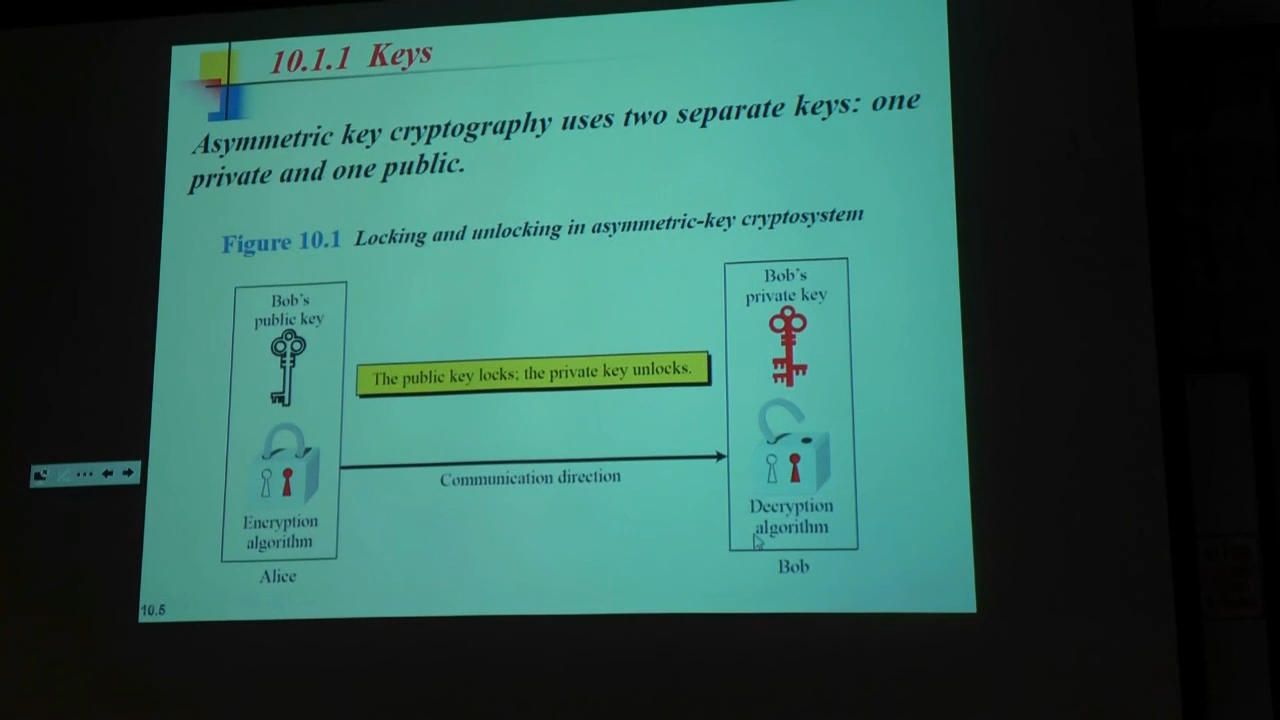 10.1.1 Keys
Asymmetric key cryptography uses two separate keys: one
private and one public.
Figure 10.1 Locking and unlocking in asymmetric-key cryptosystem
Bob's
public key
Encryption
algorithm
Alice
The public key locks; the private key unlocks.
Communication direction
Bob's
private key
Decryption
algorithm
Bob
10.5